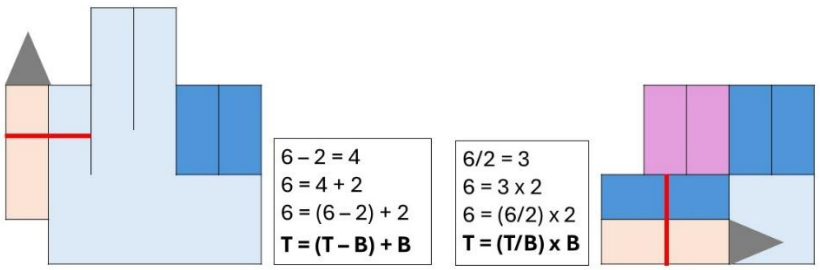 6 – 2 = 4
6 = 4 + 2
6 = (6 – 2) + 2
T = (T – B) + B
6/2 = 3
6 = 3 x 2
6 = (6/2) x 2
T = (T/B) x B